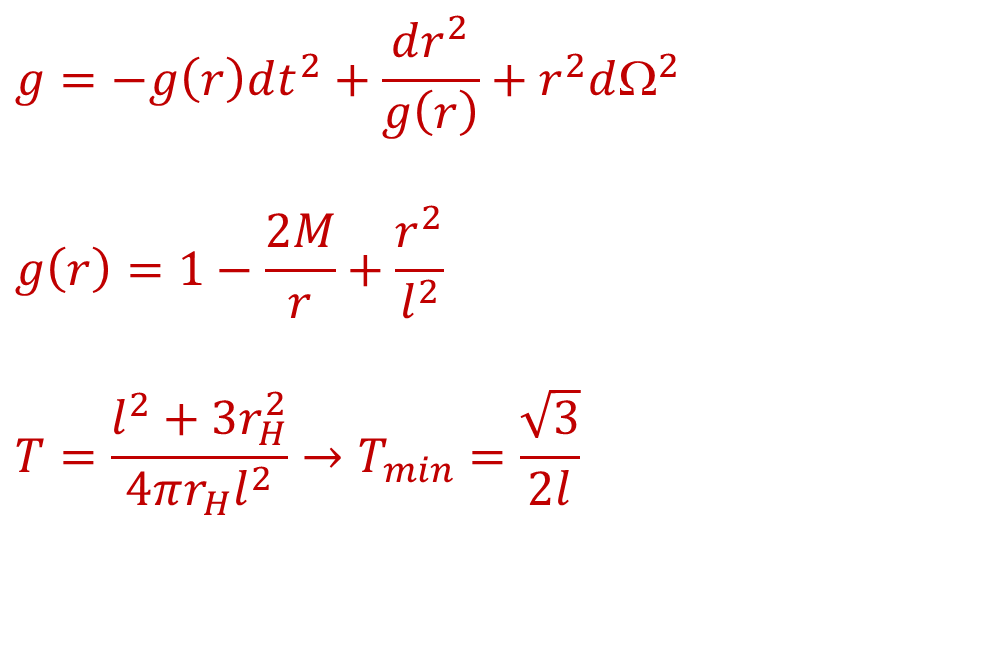 g = −g(r)dt² + dr²/g(r) + r²dΩ²
g(r) = 1 − 2M/r + r²/l²
T = (l² + 3r_H²)/(4πr_H l²) → T_min = √3/(2l)